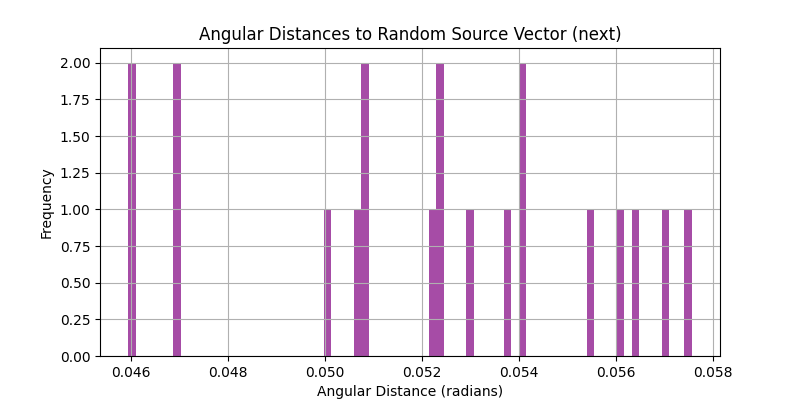 Angular Distances to Random Source Vector (next)
2.00
1.75
1.50
1.25
1.00
0.75
0.50
0.25
0.00
Frequency
0.046 0.048 0.050 0.052 0.054 0.056 0.058
Angular Distance (radians)